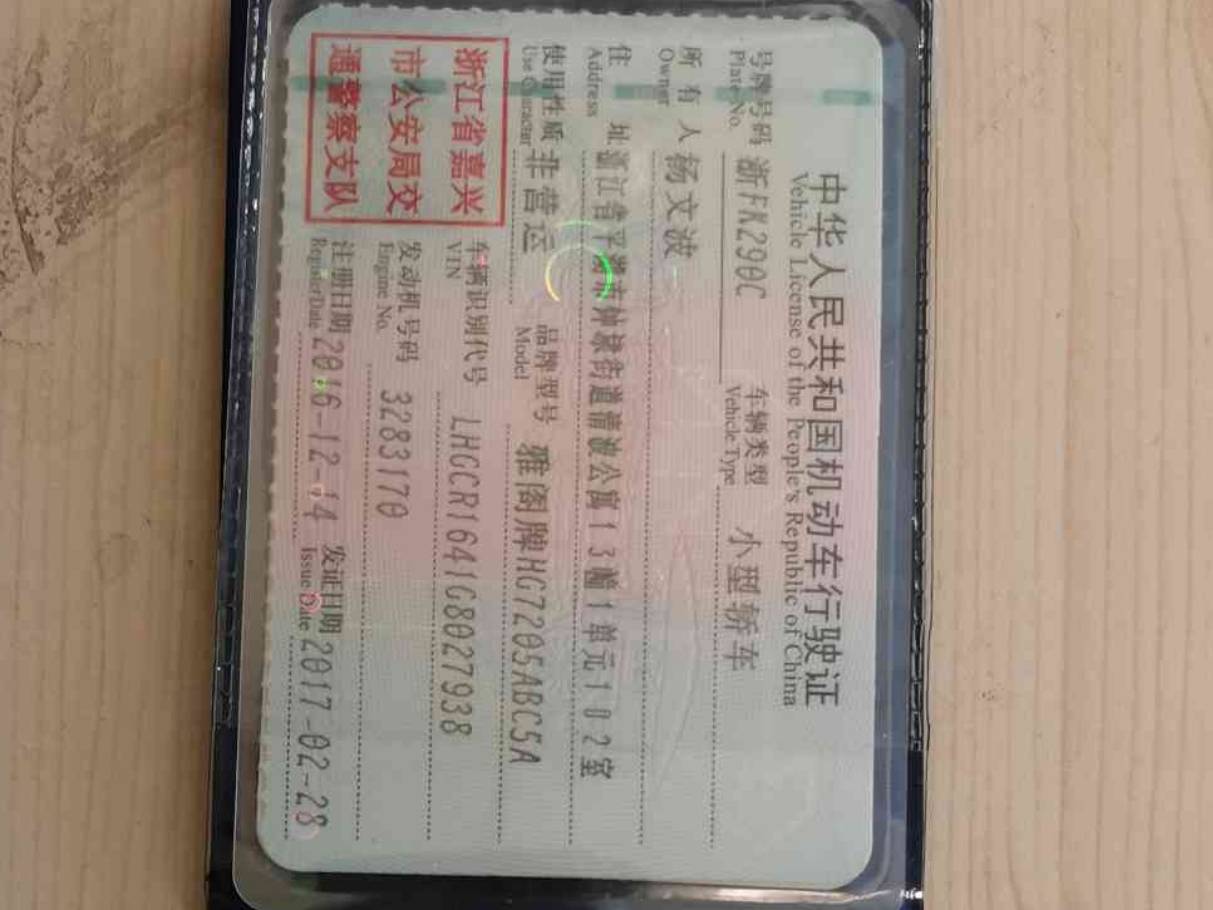 中华人民共和国机动车行驶证
Vehicle License of the People's Republic of China
号牌号码 浙FK290C 车辆类型 小型轿车
Plate No. Vehicle Type
所有人 杨文波
Owner
住址 浙江省平湖市钟埭街道清波公寓13幢1单元102室
Address
使用性质 非营运 品牌型号 雅阁牌HG7205ABC5A
Use Character Model
浙江省嘉兴
市公安局交
通警察支队
车辆识别代号 LHGCR1641G8027938
VIN
发动机号码 3283170
Engine No.
注册日期 2016-12-14 发证日期 2017-02-28
Register Date Issue Date